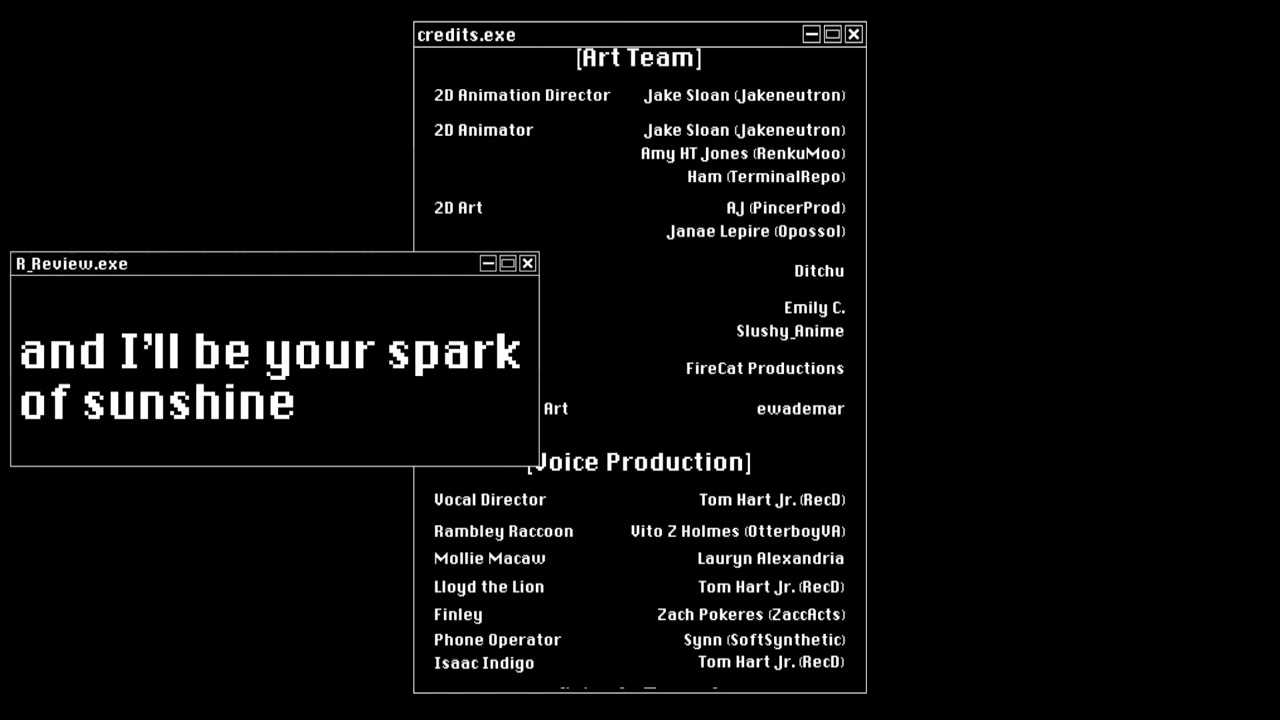 credits.exe
[Art Team]
2D Animation Director Jake Sloan (Jakeneutron)
2D Animator Jake Sloan (Jakeneutron)
Amy HT Jones (RenkuMoo)
Ham (TerminalRepo)
2D Art AJ (PincerProd)
Janae Lepire (Opossol)
Ditchu
Emily C.
Slushy_Anime
FireCat Productions
Art ewademar
R_Review.exe
and I'll be your spark
of sunshine
[Voice Production]
Vocal Director Tom Hart Jr. (RecD)
Rambley Raccoon Vito Z Holmes (OtterboyVA)
Mollie Macaw Lauryn Alexandria
Lloyd the Lion Tom Hart Jr. (RecD)
Finley Zach Pokeres (ZaccActs)
Phone Operator Synn (SoftSynthetic)
Isaac Indigo Tom Hart Jr. (RecD)